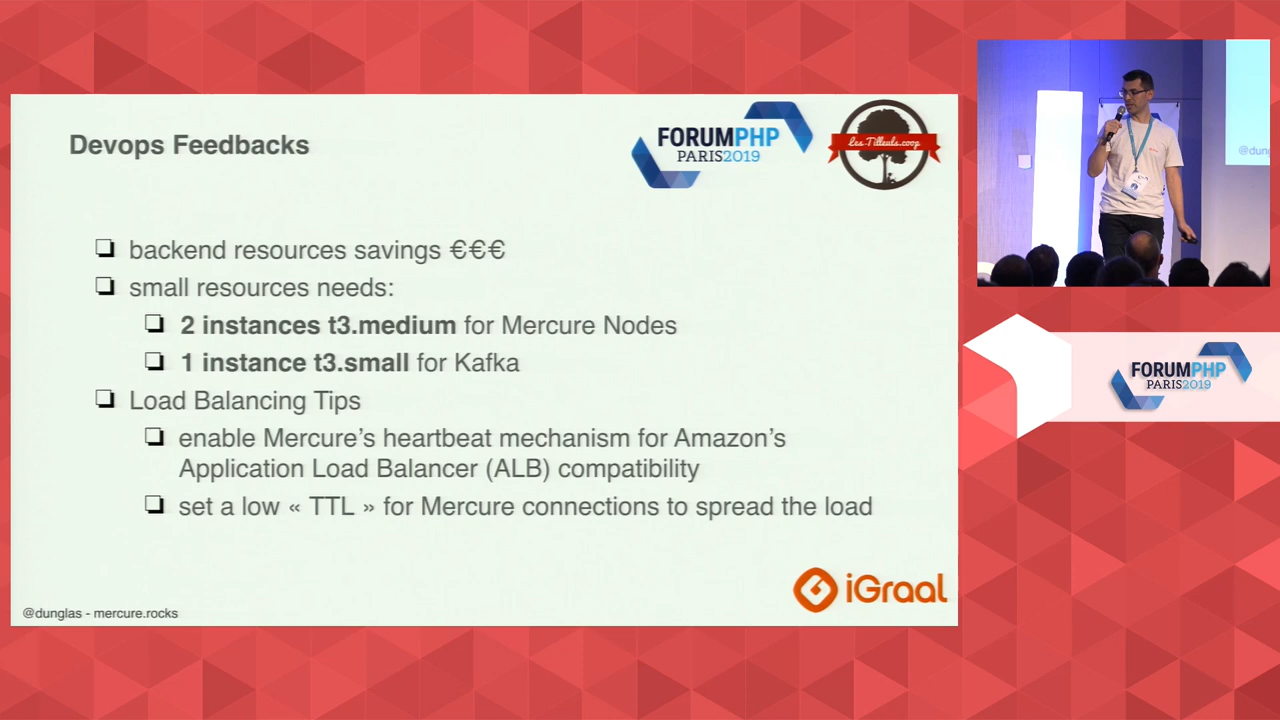 Devops Feedbacks
FORUMPHP
PARIS2019
Les-Tilleuls.coop
backend resources savings €€€
small resources needs:
2 instances t3.medium for Mercure Nodes
1 instance t3.small for Kafka
Load Balancing Tips
enable Mercure’s heartbeat mechanism for Amazon’s
Application Load Balancer (ALB) compatibility
set a low « TTL » for Mercure connections to spread the load
iGraal
@dunglas - mercure.rocks
@dung
FORUMPHP
PARIS2019